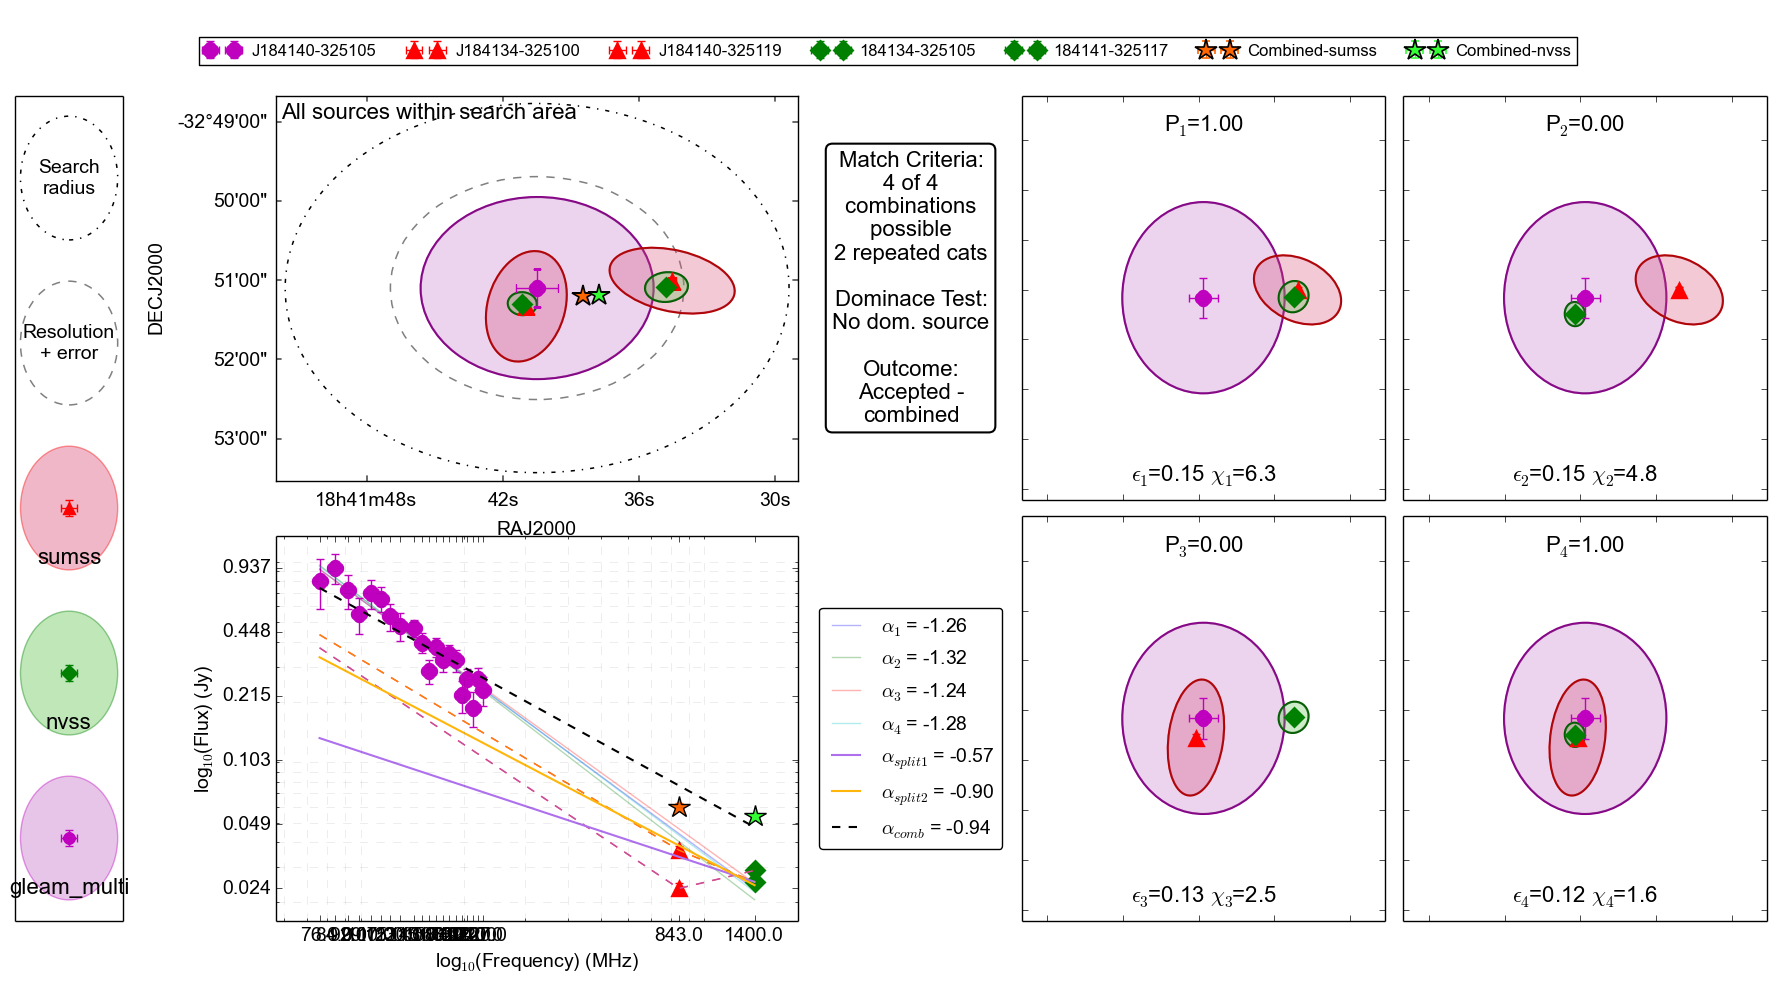 J184140-325105 J184134-325100 J184140-325119 184134-325105 184141-325117 Combined-sumss Combined-nvss
Search
radius
Resolution
+ error
sumss
nvss
gleam_multi
All sources within search area
DECJ2000
-32°49'00"
50'00"
51'00"
52'00"
53'00"
18h41m48s 42s 36s 30s
RAJ2000
Match Criteria:
4 of 4
combinations
possible
2 repeated cats
Dominace Test:
No dom. source
Outcome:
Accepted -
combined
P1=1.00
ϵ1=0.15 χ1=6.3
P2=0.00
ϵ2=0.15 χ2=4.8
P3=0.00
ϵ3=0.13 χ3=2.5
P4=1.00
ϵ4=0.12 χ4=1.6
log10(Flux) (Jy)
0.937
0.448
0.215
0.103
0.049
0.024
843.0 1400.0
log10(Frequency) (MHz)
α1 = -1.26
α2 = -1.32
α3 = -1.24
α4 = -1.28
αsplit1 = -0.57
αsplit2 = -0.90
αcomb = -0.94